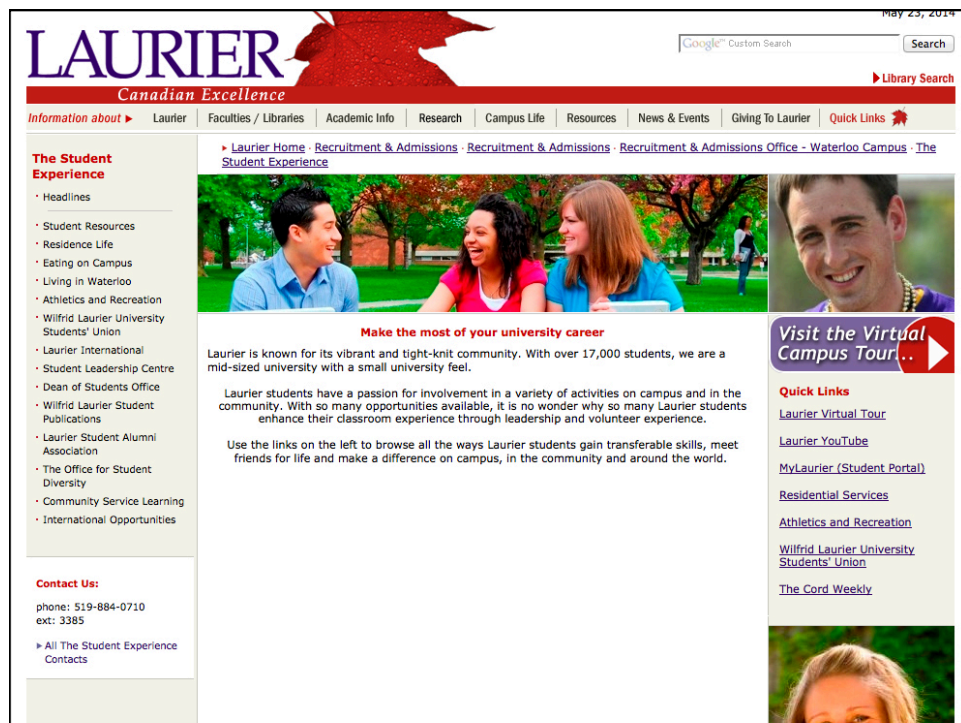 May 23, 2014
LAURIER
Canadian Excellence
Google™ Custom Search
Search
Library Search
Information about
Laurier
Faculties / Libraries
Academic Info
Research
Campus Life
Resources
News & Events
Giving To Laurier
Quick Links
The Student
Experience
Headlines
Student Resources
Residence Life
Eating on Campus
Living in Waterloo
Athletics and Recreation
Wilfrid Laurier University
Students' Union
Laurier International
Student Leadership Centre
Dean of Students Office
Wilfrid Laurier Student
Publications
Laurier Student Alumni
Association
The Office for Student
Diversity
Community Service Learning
International Opportunities
Contact Us:
phone: 519-884-0710
ext: 3385
All The Student Experience
Contacts
Laurier Home · Recruitment & Admissions · Recruitment & Admissions · Recruitment & Admissions Office - Waterloo Campus · The
Student Experience
Make the most of your university career
Laurier is known for its vibrant and tight-knit community. With over 17,000 students, we are a
mid-sized university with a small university feel.
Laurier students have a passion for involvement in a variety of activities on campus and in the
community. With so many opportunities available, it is no wonder why so many Laurier students
enhance their classroom experience through leadership and volunteer experience.
Use the links on the left to browse all the ways Laurier students gain transferable skills, meet
friends for life and make a difference on campus, in the community and around the world.
Visit the Virtual
Campus Tour...
Quick Links
Laurier Virtual Tour
Laurier YouTube
MyLaurier (Student Portal)
Residential Services
Athletics and Recreation
Wilfrid Laurier University
Students' Union
The Cord Weekly